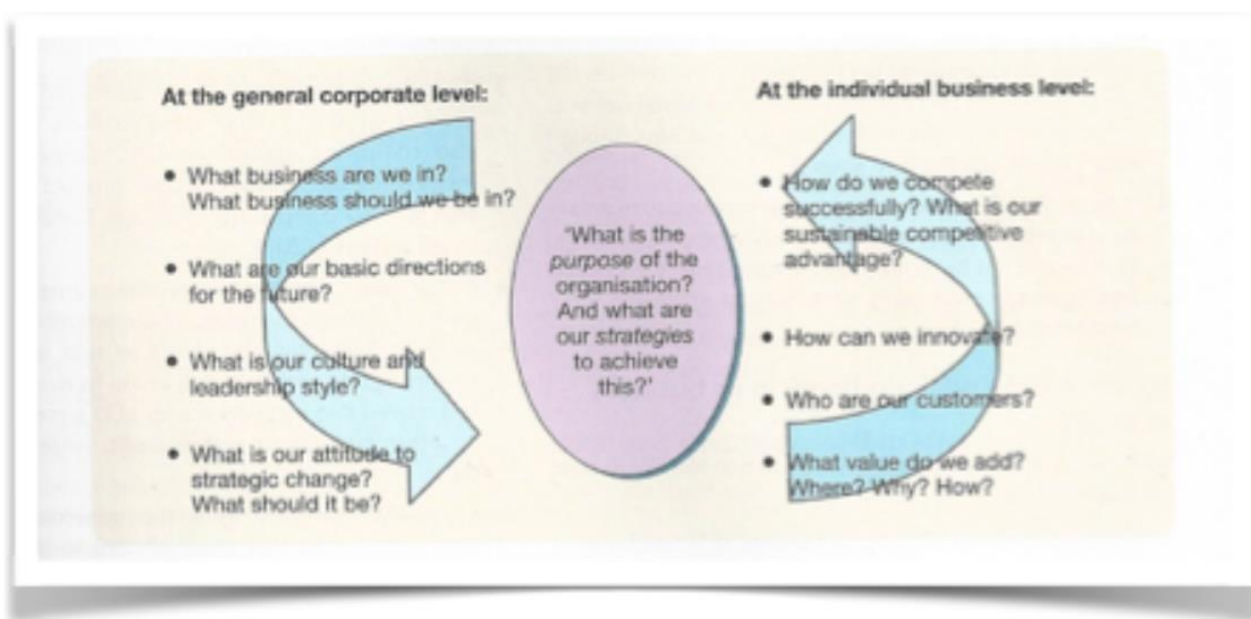 At the general corporate level:
• What business are we in?
What business should we be in?
• What are our basic directions
for the future?
• What is our culture and
leadership style?
• What is our attitude to
strategic change?
What should it be?
'What is the
purpose of the
organisation?
And what are
our strategies
to achieve
this?'
At the individual business level:
• How do we compete
successfully? What is our
sustainable competitive
advantage?
• How can we innovate?
• Who are our customers?
• What value do we add?
Where? Why? How?